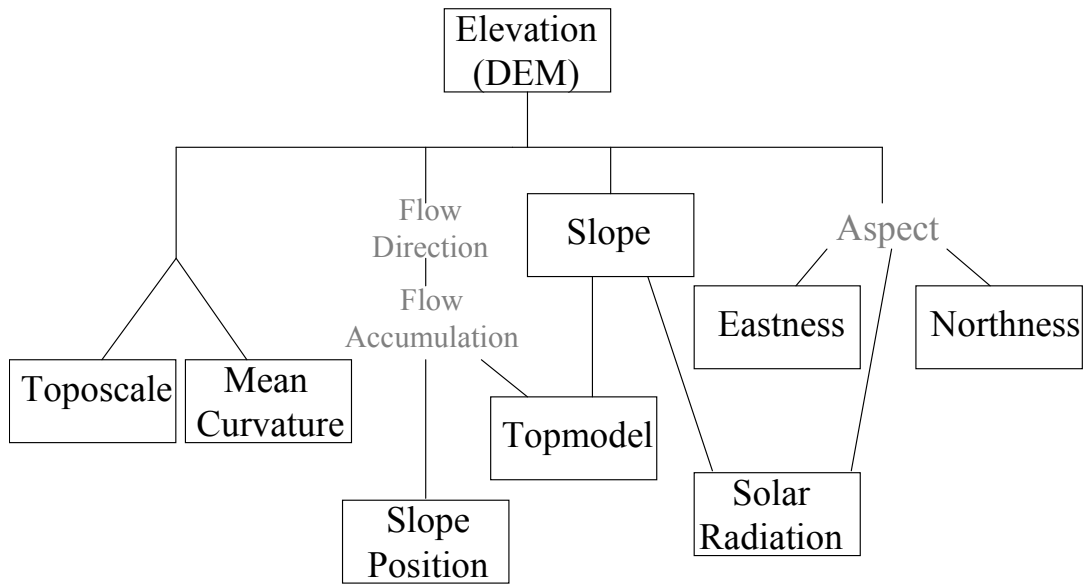 Elevation
(DEM)
Flow
Direction
Slope
Aspect
Flow
Accumulation
Eastness
Northness
Toposcale
Mean
Curvature
Topmodel
Solar
Radiation
Slope
Position